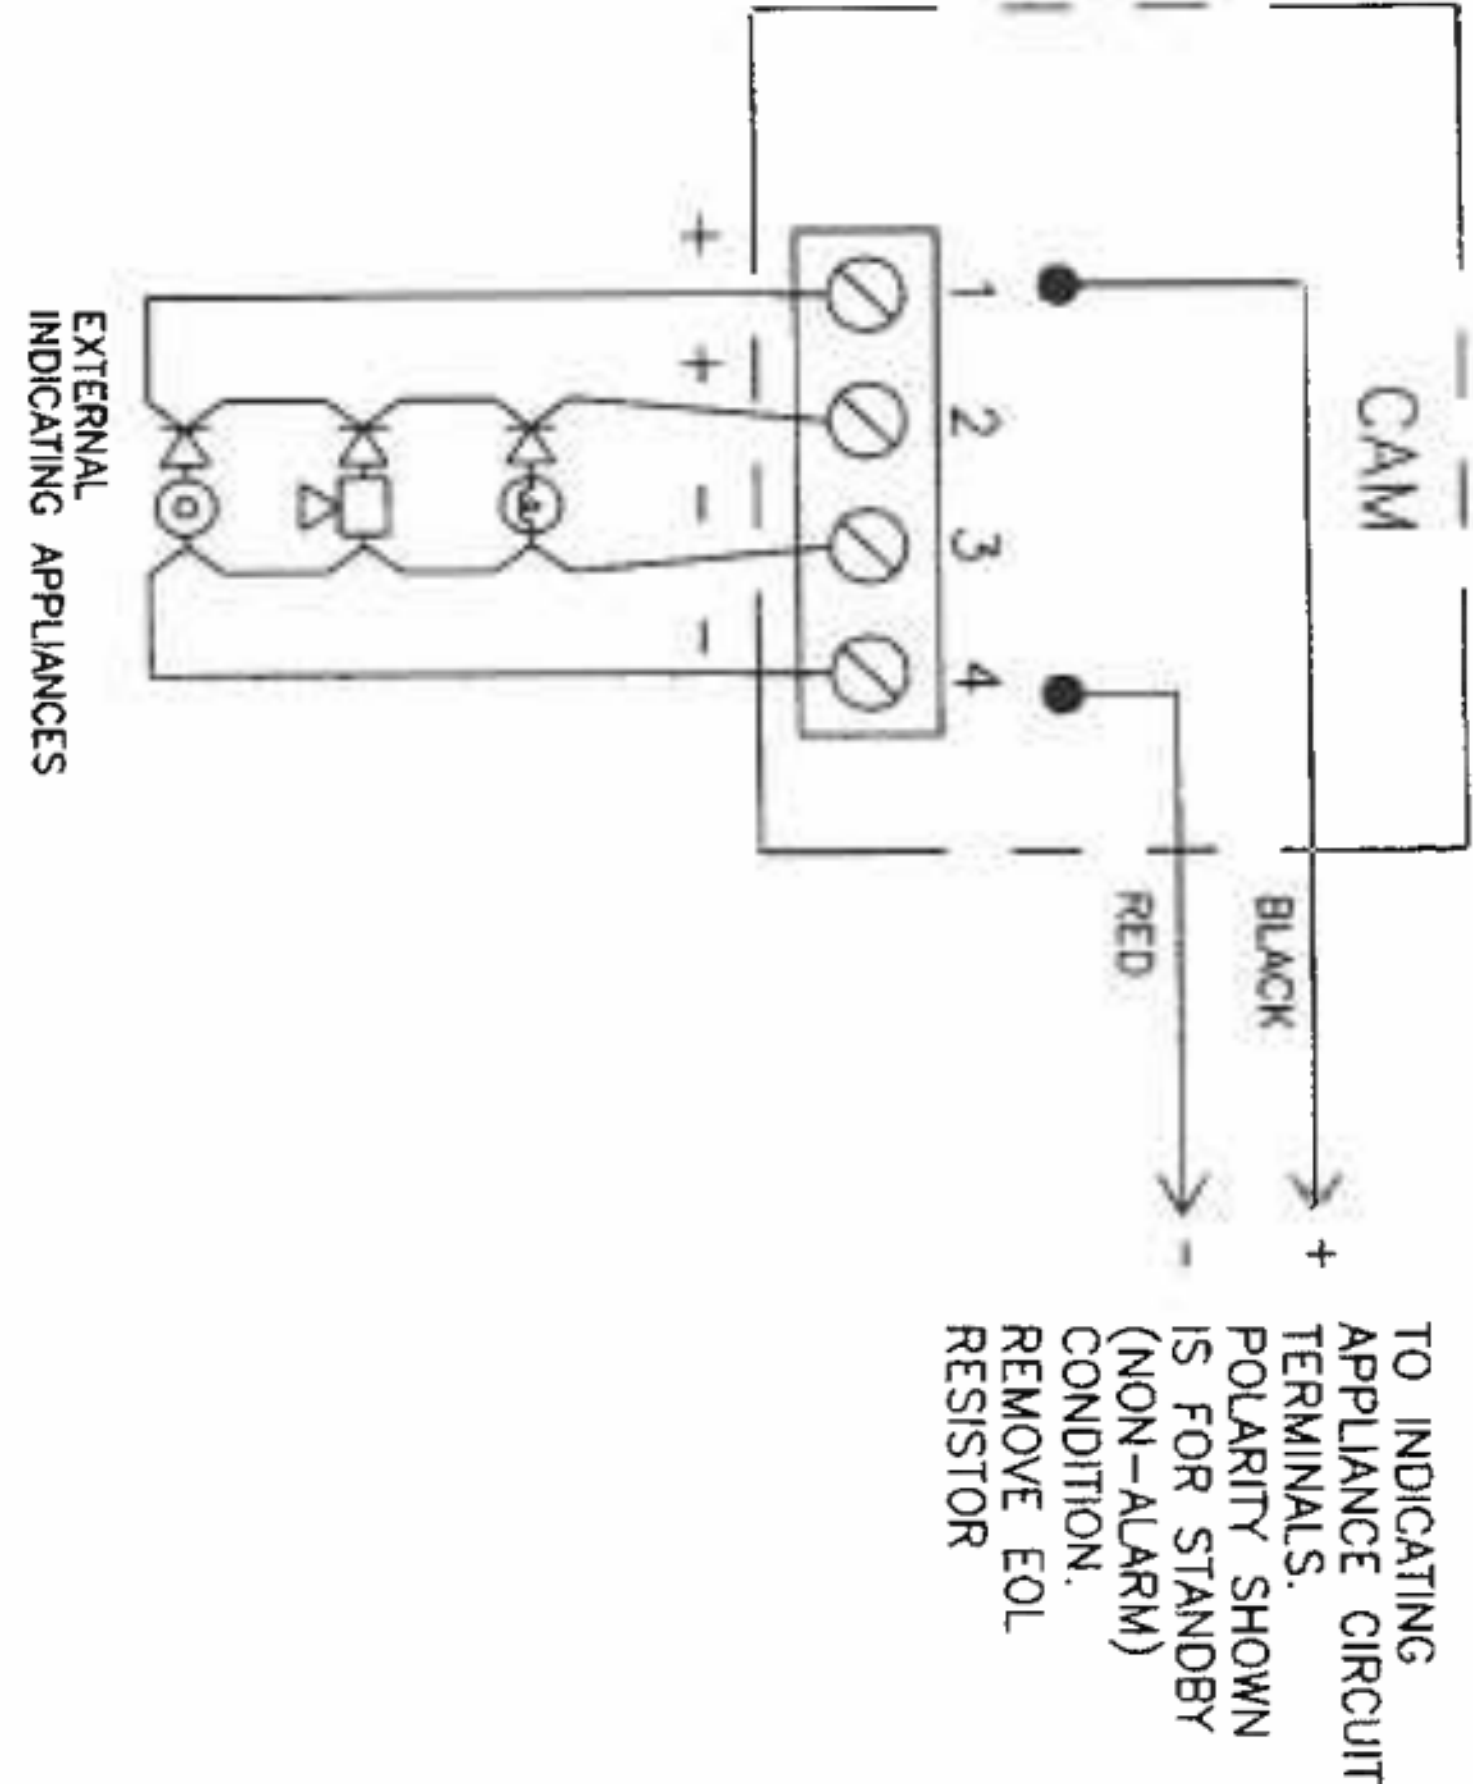 CAM
1
2
3
4
+
+
-
-
BLACK
RED
+
-
TO INDICATING
APPLIANCE CIRCUIT
TERMINALS.
POLARITY SHOWN
IS FOR STANDBY
(NON-ALARM)
CONDITION.
REMOVE EOL
RESISTOR
EXTERNAL
INDICATING APPLIANCES